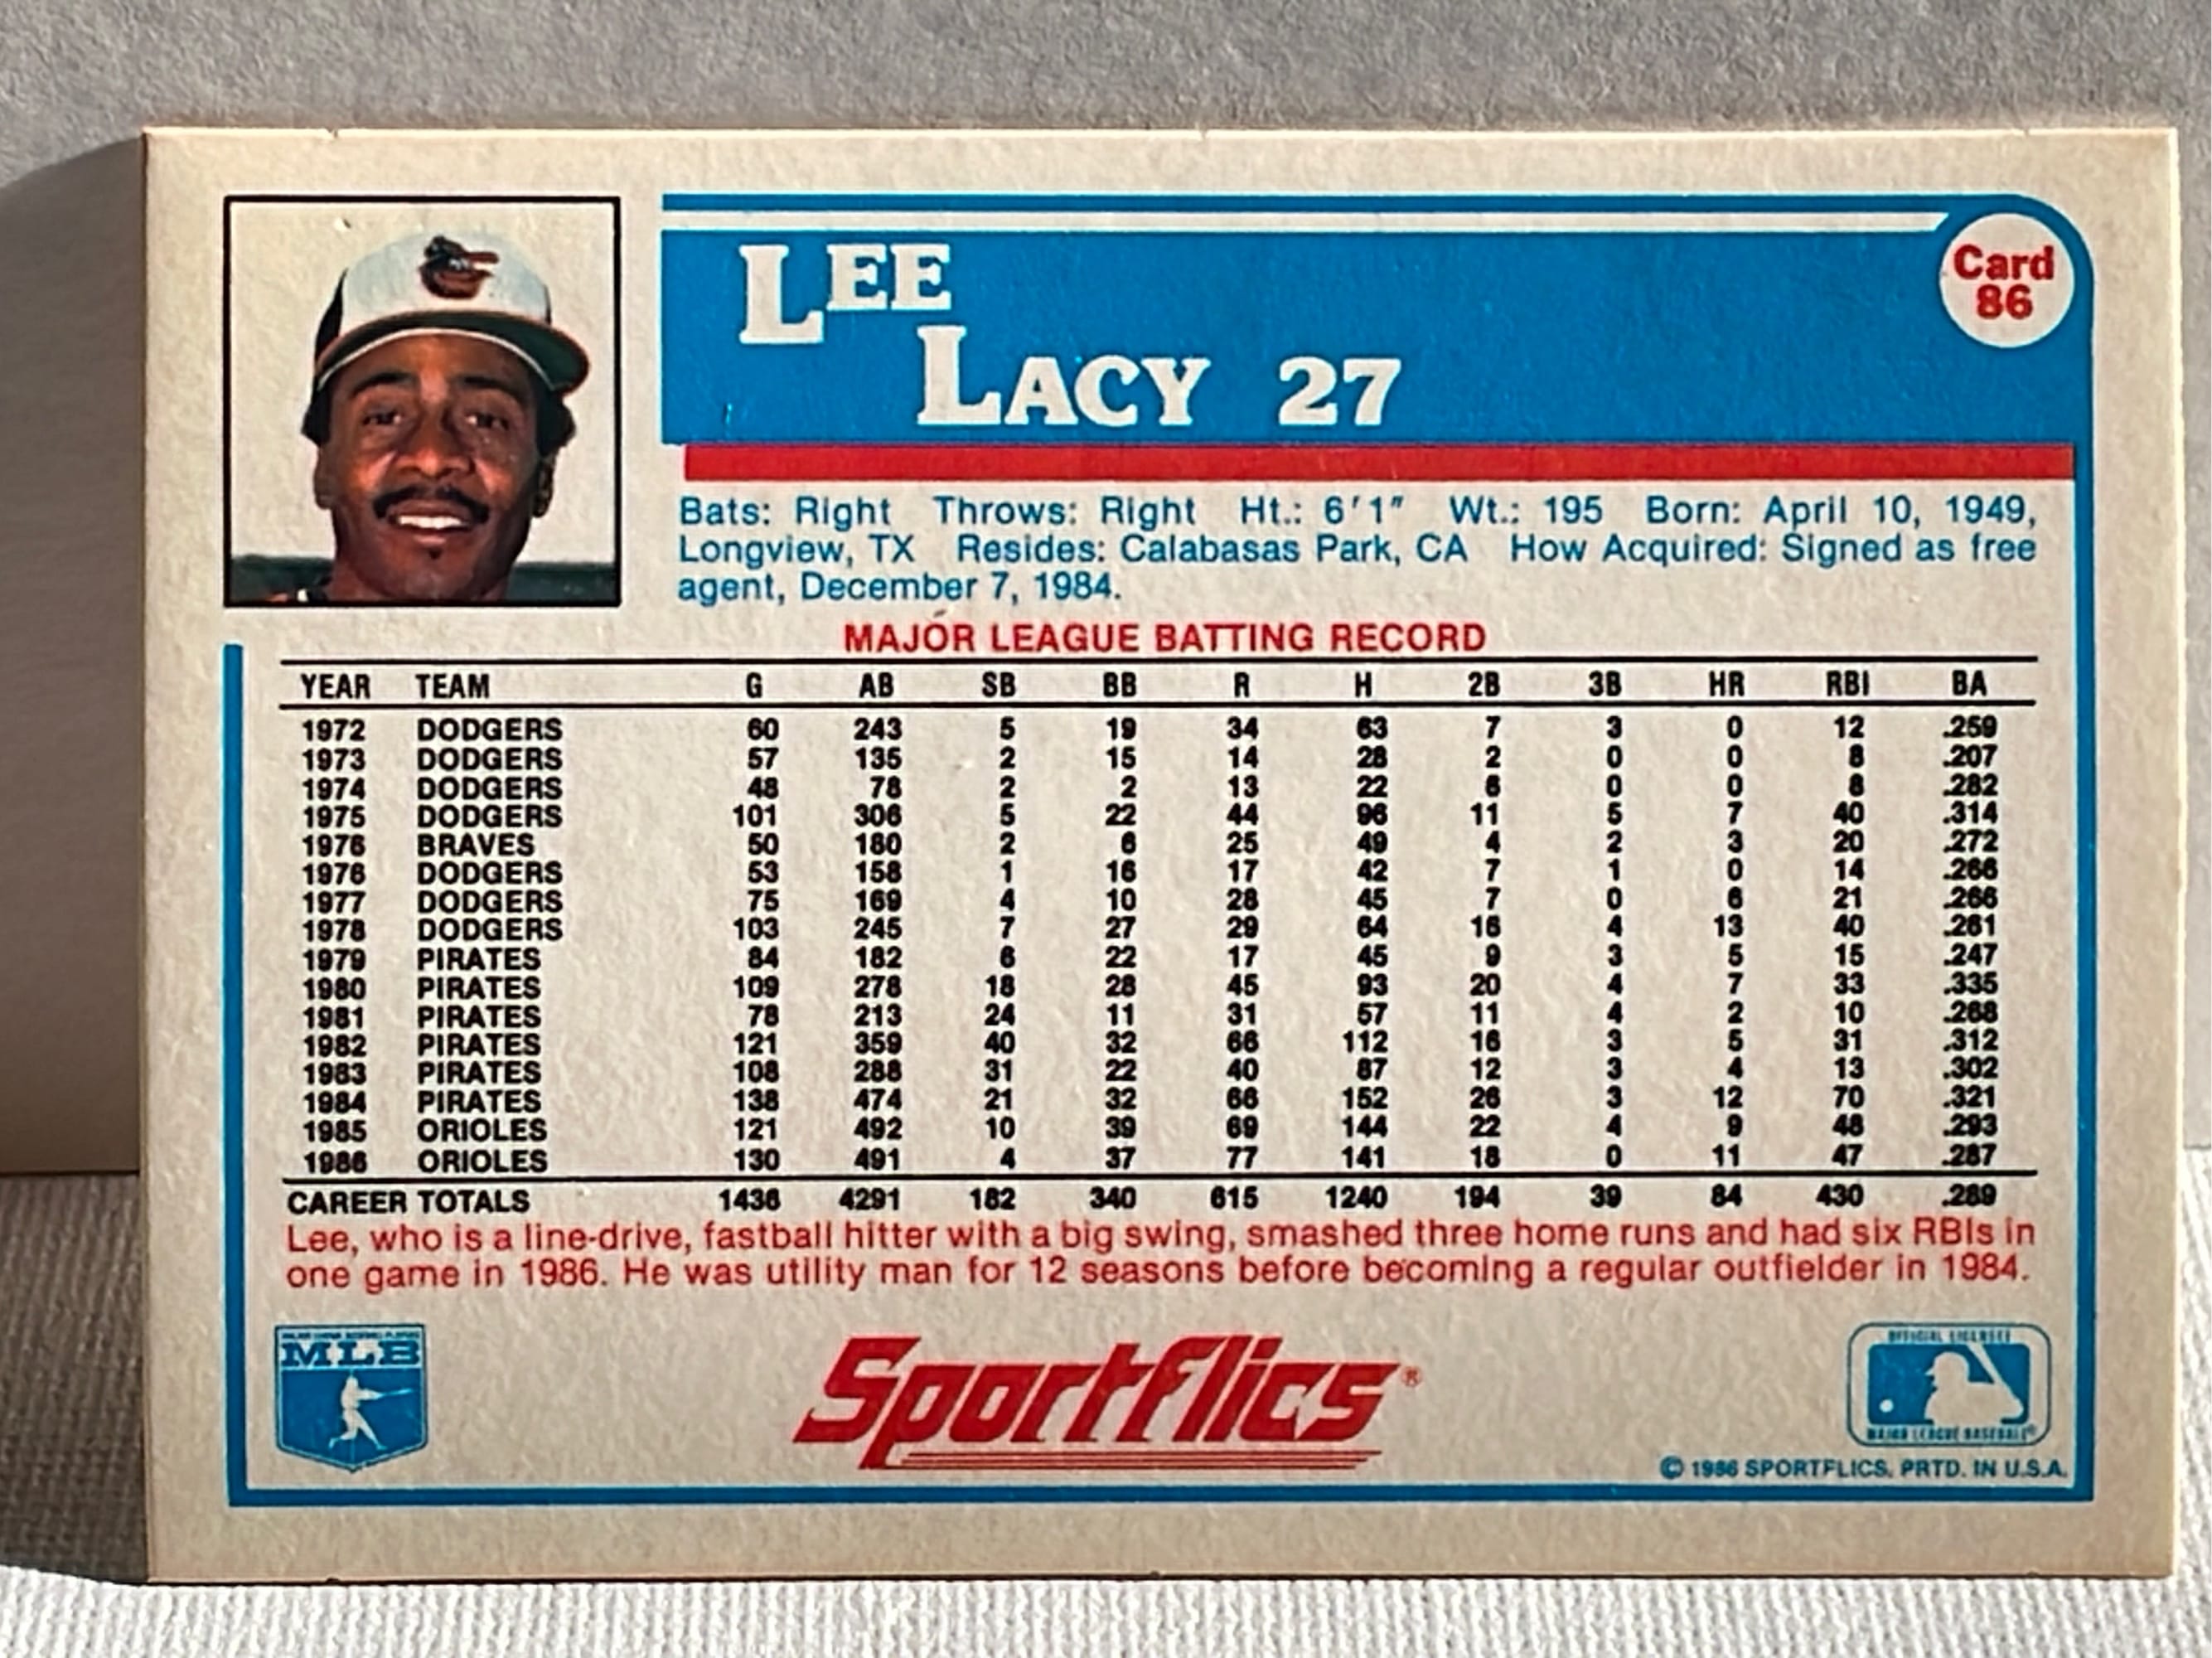 LEE
LACY 27
Card
86
Bats: Right Throws: Right Ht.: 6'1" Wt.: 195 Born: April 10, 1949,
Longview, TX Resides: Calabasas Park, CA How Acquired: Signed as free
agent, December 7, 1984.
MAJOR LEAGUE BATTING RECORD
YEAR TEAM G AB SB BB R H 2B 3B HR RBI BA
1972 DODGERS 60 243 5 19 34 63 7 3 0 12 .259
1973 DODGERS 57 135 2 15 14 28 2 0 0 8 .207
1974 DODGERS 48 78 2 2 13 22 6 0 0 8 .282
1975 DODGERS 101 306 5 22 44 96 11 5 7 40 .314
1976 BRAVES 50 180 2 6 25 49 4 2 3 20 .272
1976 DODGERS 53 158 1 16 17 42 7 1 0 14 .266
1977 DODGERS 75 169 4 10 28 45 7 0 6 21 .266
1978 DODGERS 103 245 7 27 29 64 16 4 13 40 .261
1979 PIRATES 84 182 6 22 17 45 9 3 5 15 .247
1980 PIRATES 109 278 18 28 45 93 20 4 7 33 .335
1981 PIRATES 78 213 24 11 31 57 11 4 2 10 .268
1982 PIRATES 121 359 40 32 66 112 16 3 5 31 .312
1983 PIRATES 108 288 31 22 40 87 12 3 4 13 .302
1984 PIRATES 138 474 21 32 66 152 26 3 12 70 .321
1985 ORIOLES 121 492 10 39 69 144 22 4 9 48 .293
1986 ORIOLES 130 491 4 37 77 141 18 0 11 47 .287
CAREER TOTALS 1436 4291 182 340 615 1240 194 39 84 430 .289
Lee, who is a line-drive, fastball hitter with a big swing, smashed three home runs and had six RBIs in
one game in 1986. He was utility man for 12 seasons before becoming a regular outfielder in 1984.
MLB
Sportflics®
OFFICIAL LICENSEE
MAJOR LEAGUE BASEBALL®
© 1986 SPORTFLICS. PRTD. IN U.S.A.